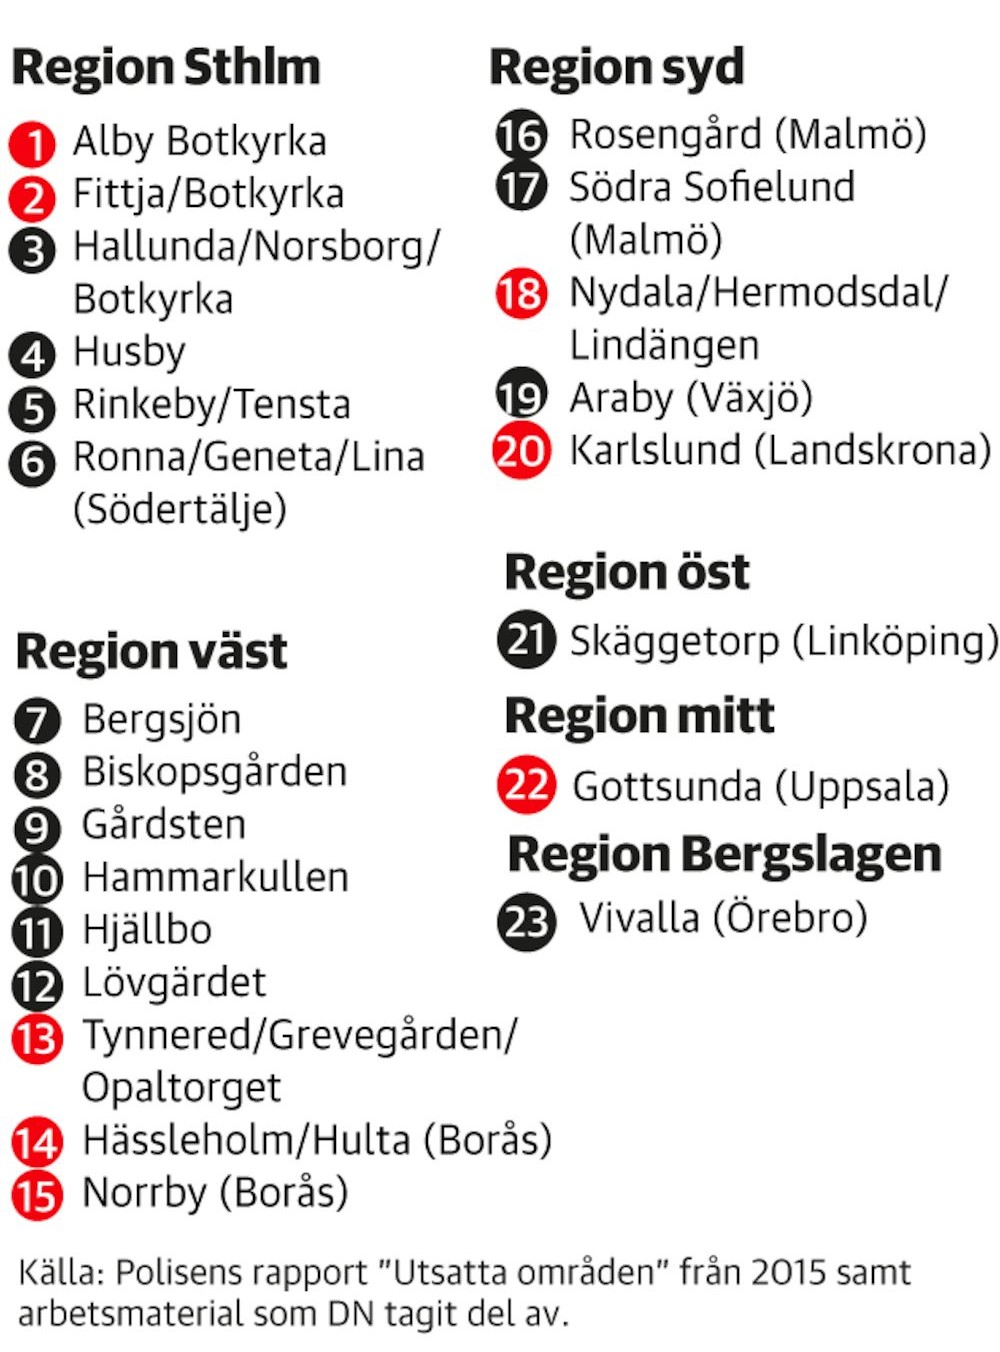 Region Sthlm
1 Alby Botkyrka
2 Fittja/Botkyrka
3 Hallunda/Norsborg/
Botkyrka
4 Husby
5 Rinkeby/Tensta
6 Ronna/Geneta/Lina
(Södertälje)
Region väst
7 Bergsjön
8 Biskopsgården
9 Gårdsten
10 Hammarkullen
11 Hjällbo
12 Lövgärdet
13 Tynnered/Grevegården/
Opaltorget
14 Hässleholm/Hulta (Borås)
15 Norrby (Borås)
Region syd
16 Rosengård (Malmö)
17 Södra Sofielund
(Malmö)
18 Nydala/Hermodsdal/
Lindängen
19 Araby (Växjö)
20 Karlslund (Landskrona)
Region öst
21 Skäggetorp (Linköping)
Region mitt
22 Gottsunda (Uppsala)
Region Bergslagen
23 Vivalla (Örebro)
Källa: Polisens rapport "Utsatta områden" från 2015 samt
arbetsmaterial som DN tagit del av.